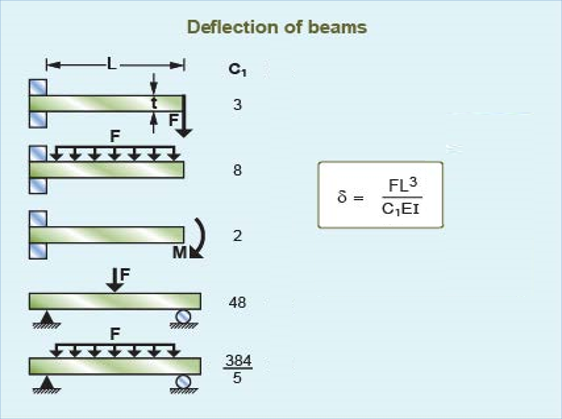 Deflection of beams
L
C₁
t
F
3
F
8
M
2
F
48
F
384
5
δ = FL³
C₁EI